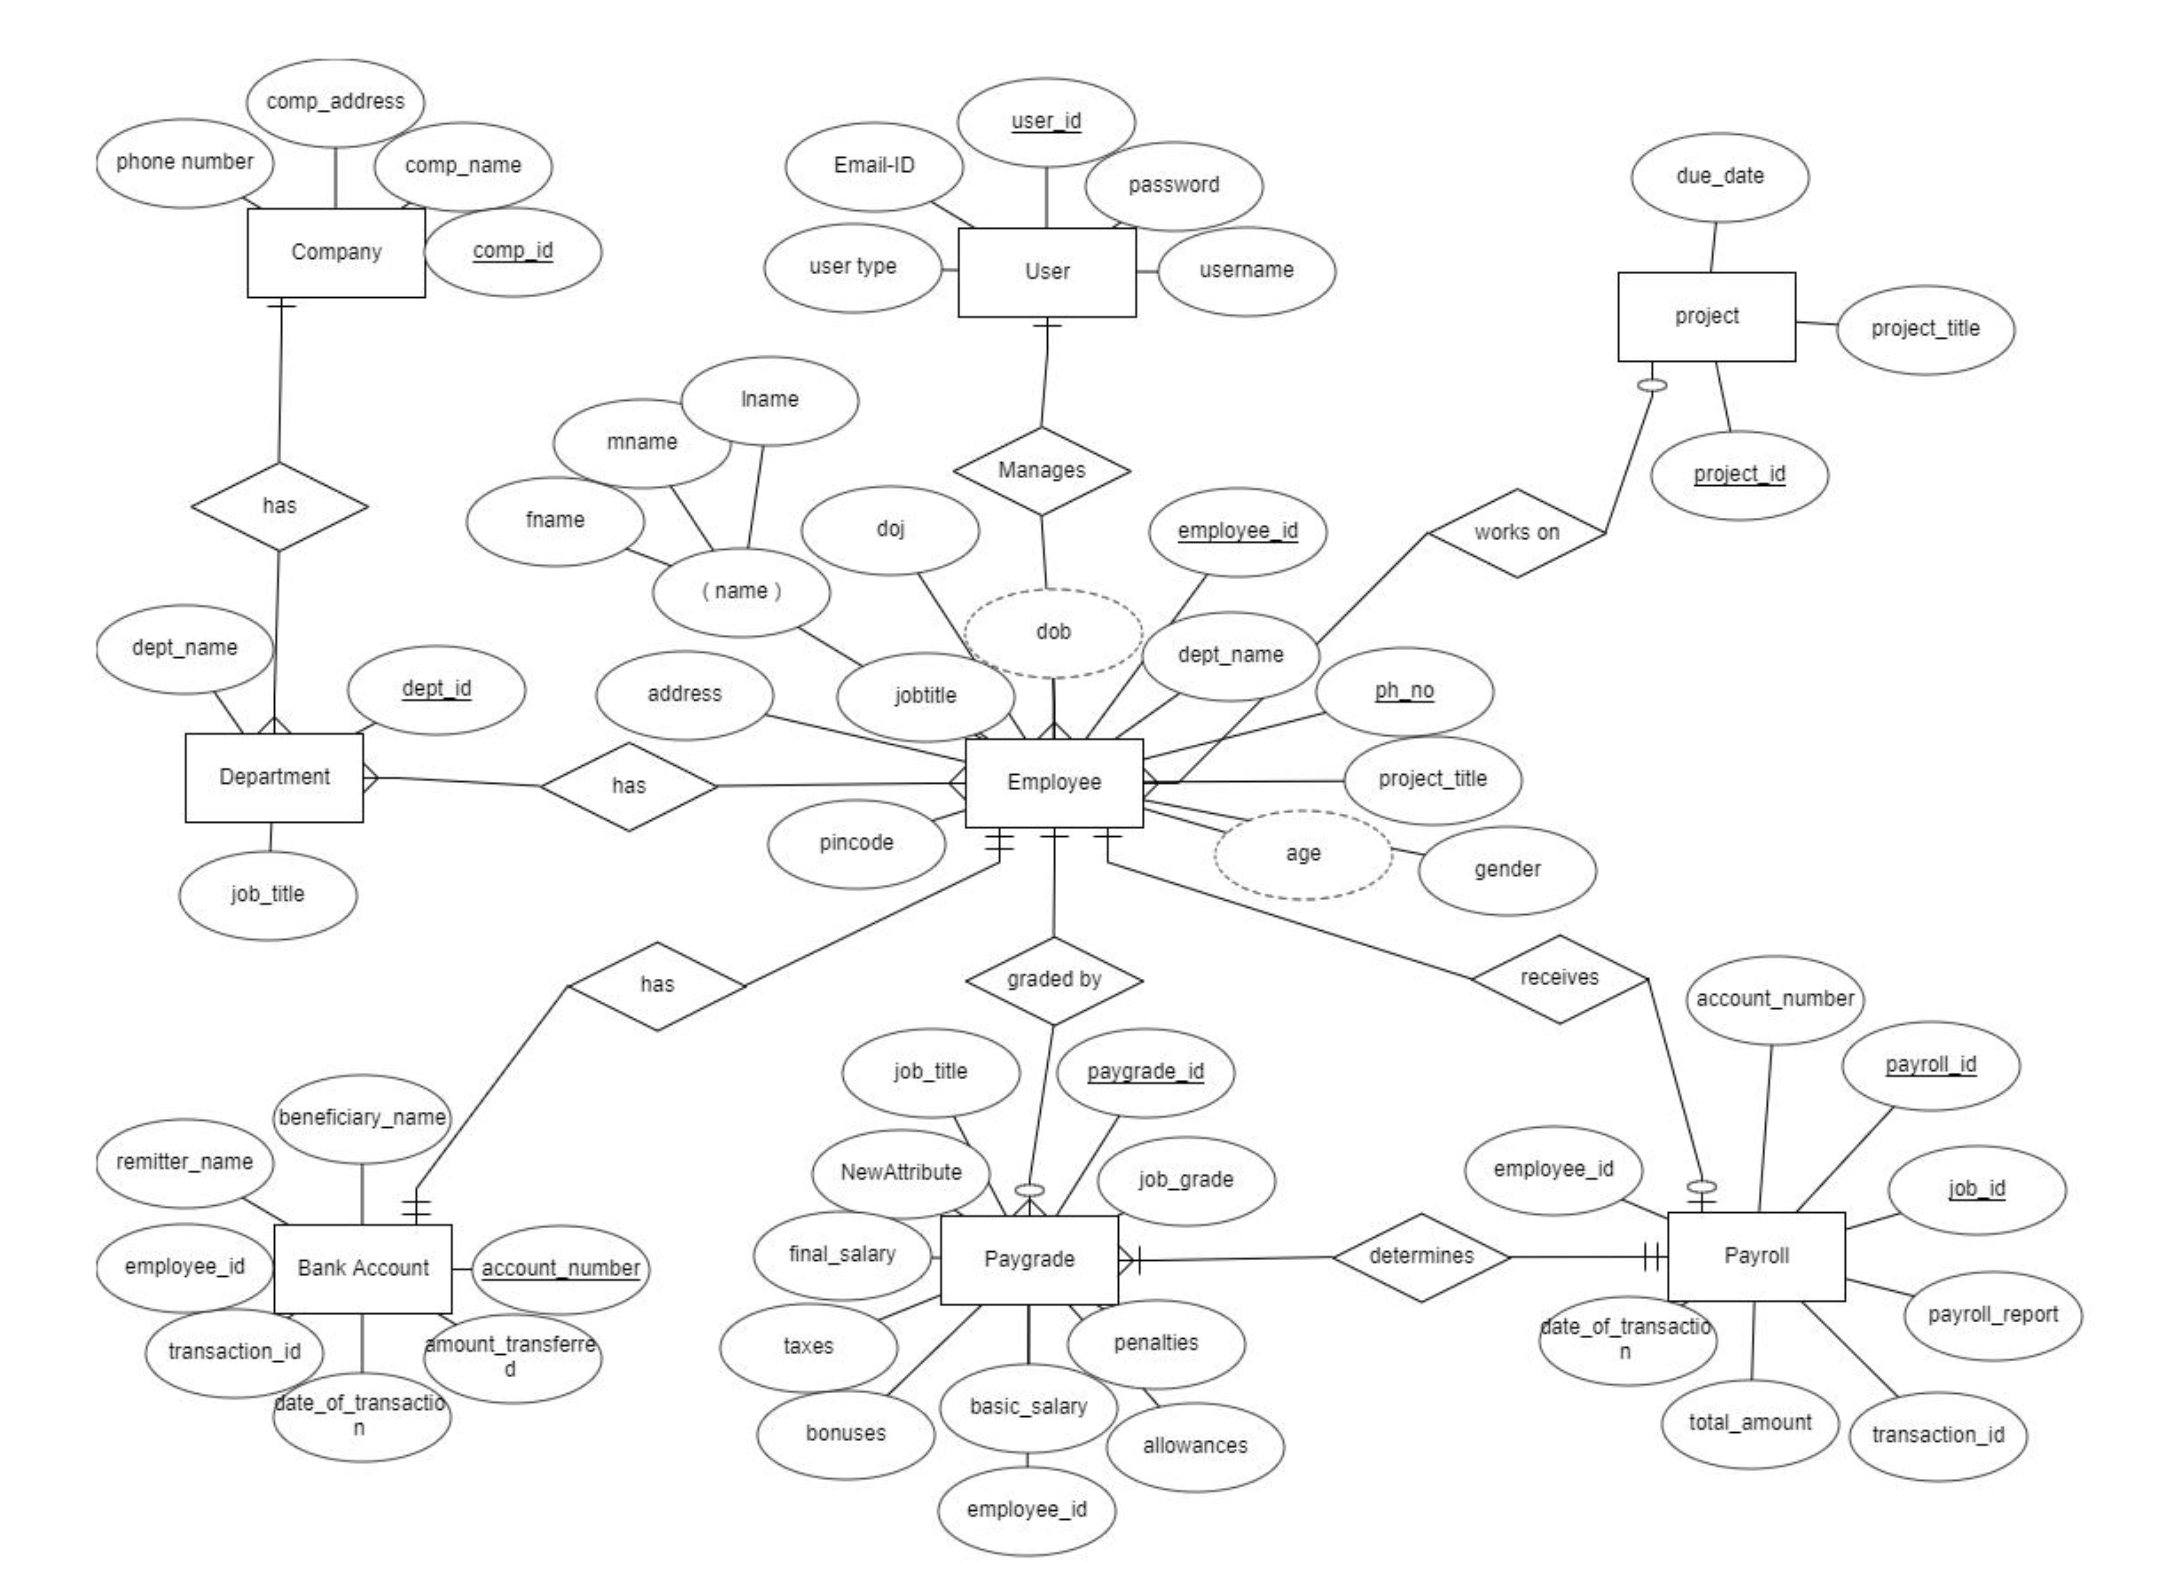 comp_address
phone number
comp_name
Company
comp_id
user_id
Email-ID
password
user type
User
username
due_date
project
project_title
project_id
has
lname
mname
fname
( name )
doj
Manages
employee_id
works on
dob
dept_name
dept_name
dept_id
address
jobtitle
ph_no
Department
has
Employee
project_title
pincode
age
gender
job_title
has
graded by
receives
account_number
job_title
paygrade_id
payroll_id
beneficiary_name
remitter_name
NewAttribute
job_grade
employee_id
job_id
employee_id
Bank Account
account_number
final_salary
Paygrade
determines
Payroll
transaction_id
amount_transferre
d
date_of_transactio
n
taxes
penalties
date_of_transactio
n
payroll_report
bonuses
basic_salary
allowances
total_amount
transaction_id
employee_id